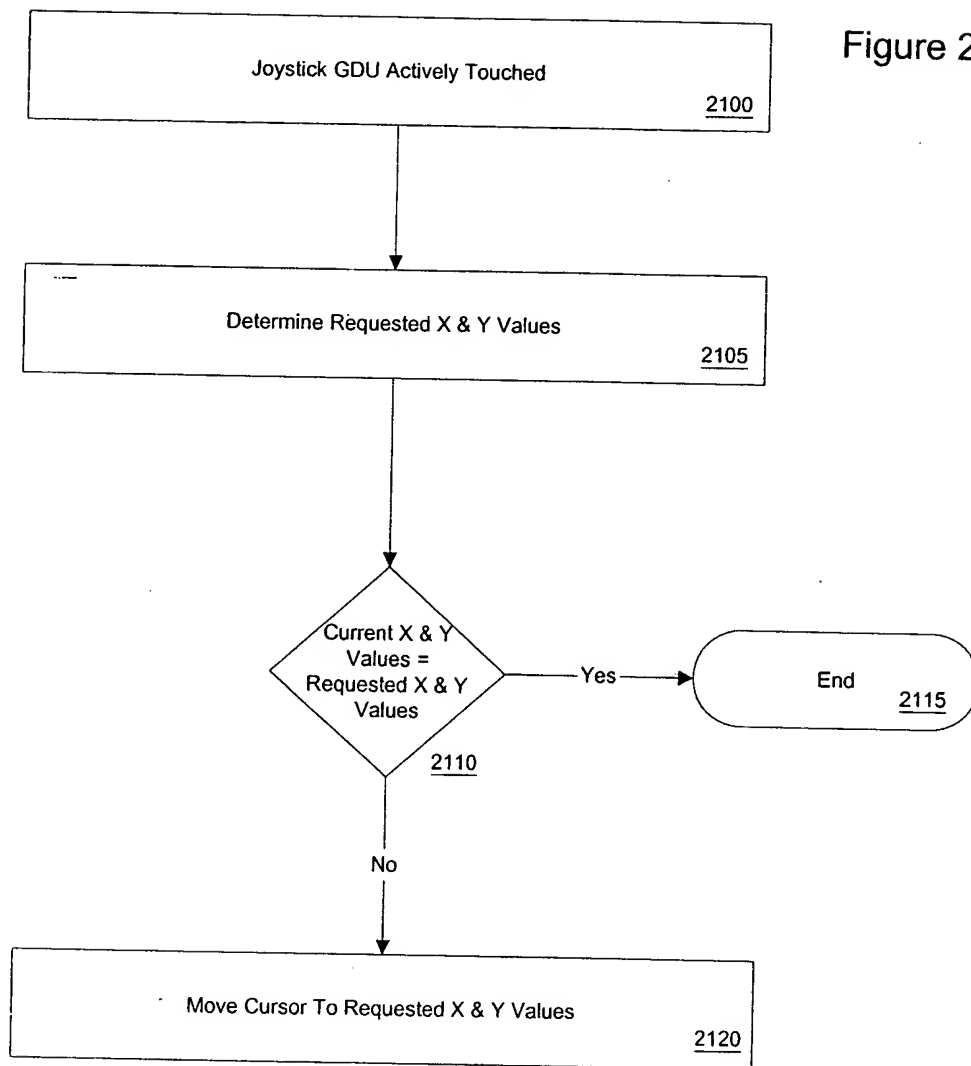 Figure 2
Joystick GDU Actively Touched
2100
Determine Requested X & Y Values
2105
Current X & Y
Values =
Requested X & Y
Values
2110
Yes
End
2115
No
Move Cursor To Requested X & Y Values
2120